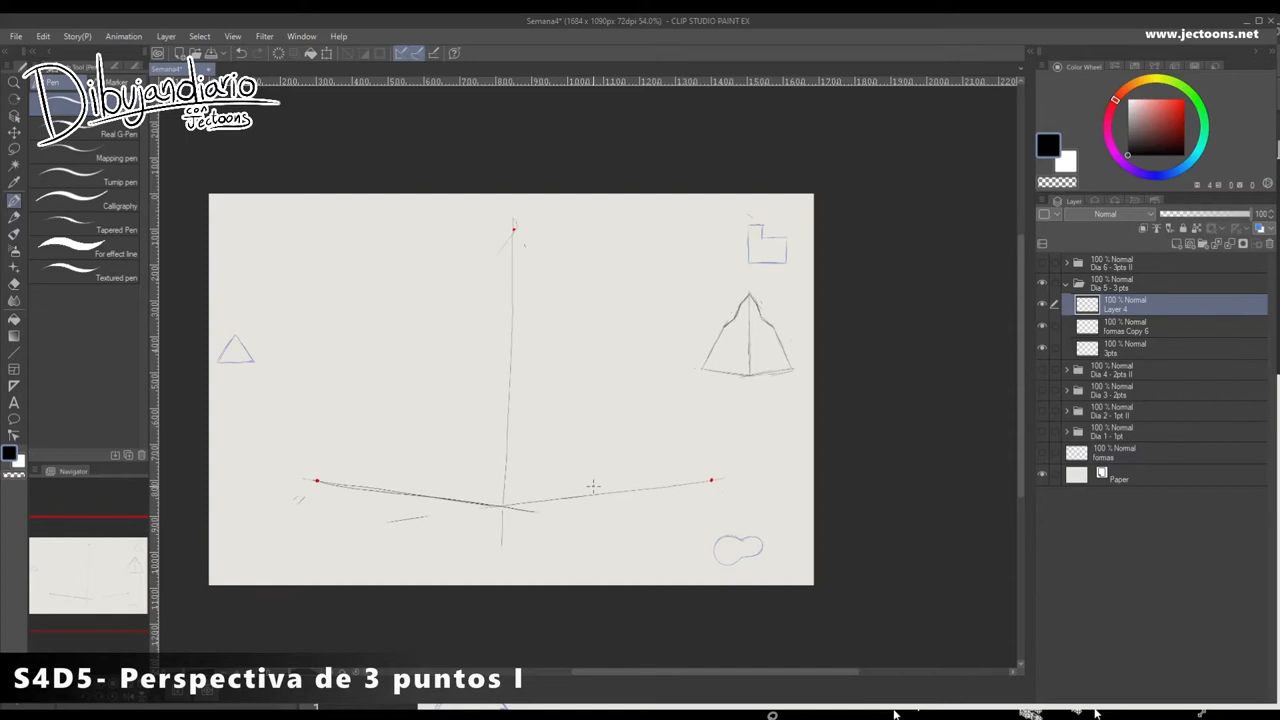 Semana4* (1684 x 1090px 72dpi 54.0%) - CLIP STUDIO PAINT EX
www.jectoons.net
File Edit Story(P) Animation Layer Select View Filter Window Help
Semana4*
Dibujandiario
con
Jectoons
Pen
Marker
Real G-Pen
Mapping pen
Turnip pen
Calligraphy
Tapered Pen
For effect line
Textured pen
Navigator
Color Wheel
Layer
Normal 100
100 % Normal
Dia 6 - 3pts II
100 % Normal
Dia 5 - 3 pts
100 % Normal
Layer 4
100 % Normal
formas Copy 6
100 % Normal
3pts
100 % Normal
Dia 4 - 2pts II
100 % Normal
Dia 3 - 2pts
100 % Normal
Dia 2 - 1pt II
100 % Normal
Dia 1 - 1pt
100 % Normal
formas
Paper
S4D5- Perspectiva de 3 puntos I